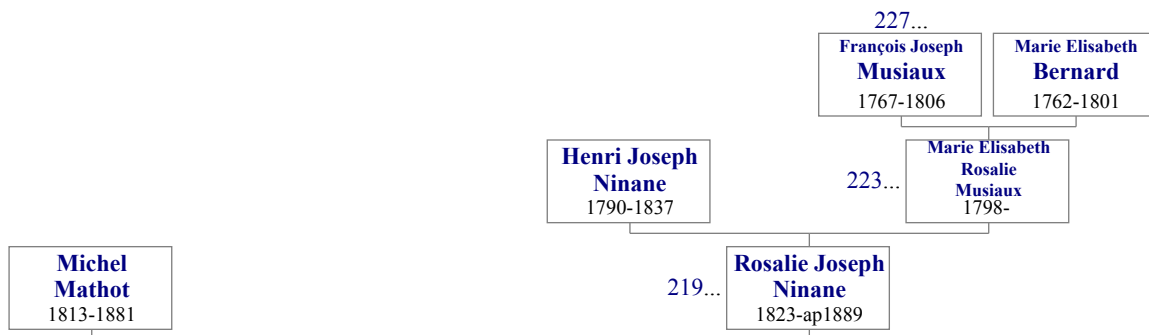 227...
François Joseph
Musiaux
1767-1806
Marie Elisabeth
Bernard
1762-1801
Henri Joseph
Ninane
1790-1837
223...
Marie Elisabeth
Rosalie
Musiaux
1798-
Michel
Mathot
1813-1881
219...
Rosalie Joseph
Ninane
1823-ap1889